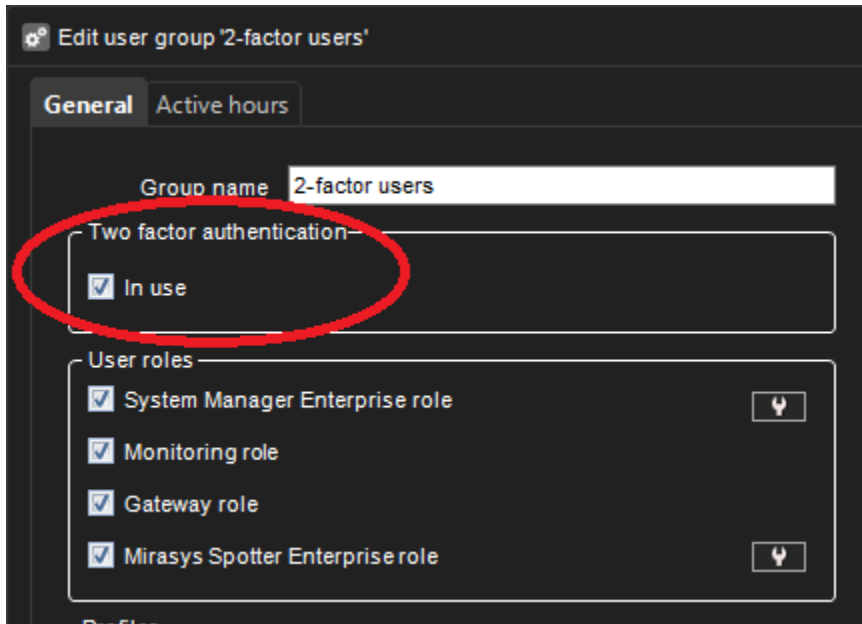 Edit user group '2-factor users'
General Active hours
Group name 2-factor users
Two factor authentication
In use
User roles
System Manager Enterprise role
Monitoring role
Gateway role
Mirasys Spotter Enterprise role